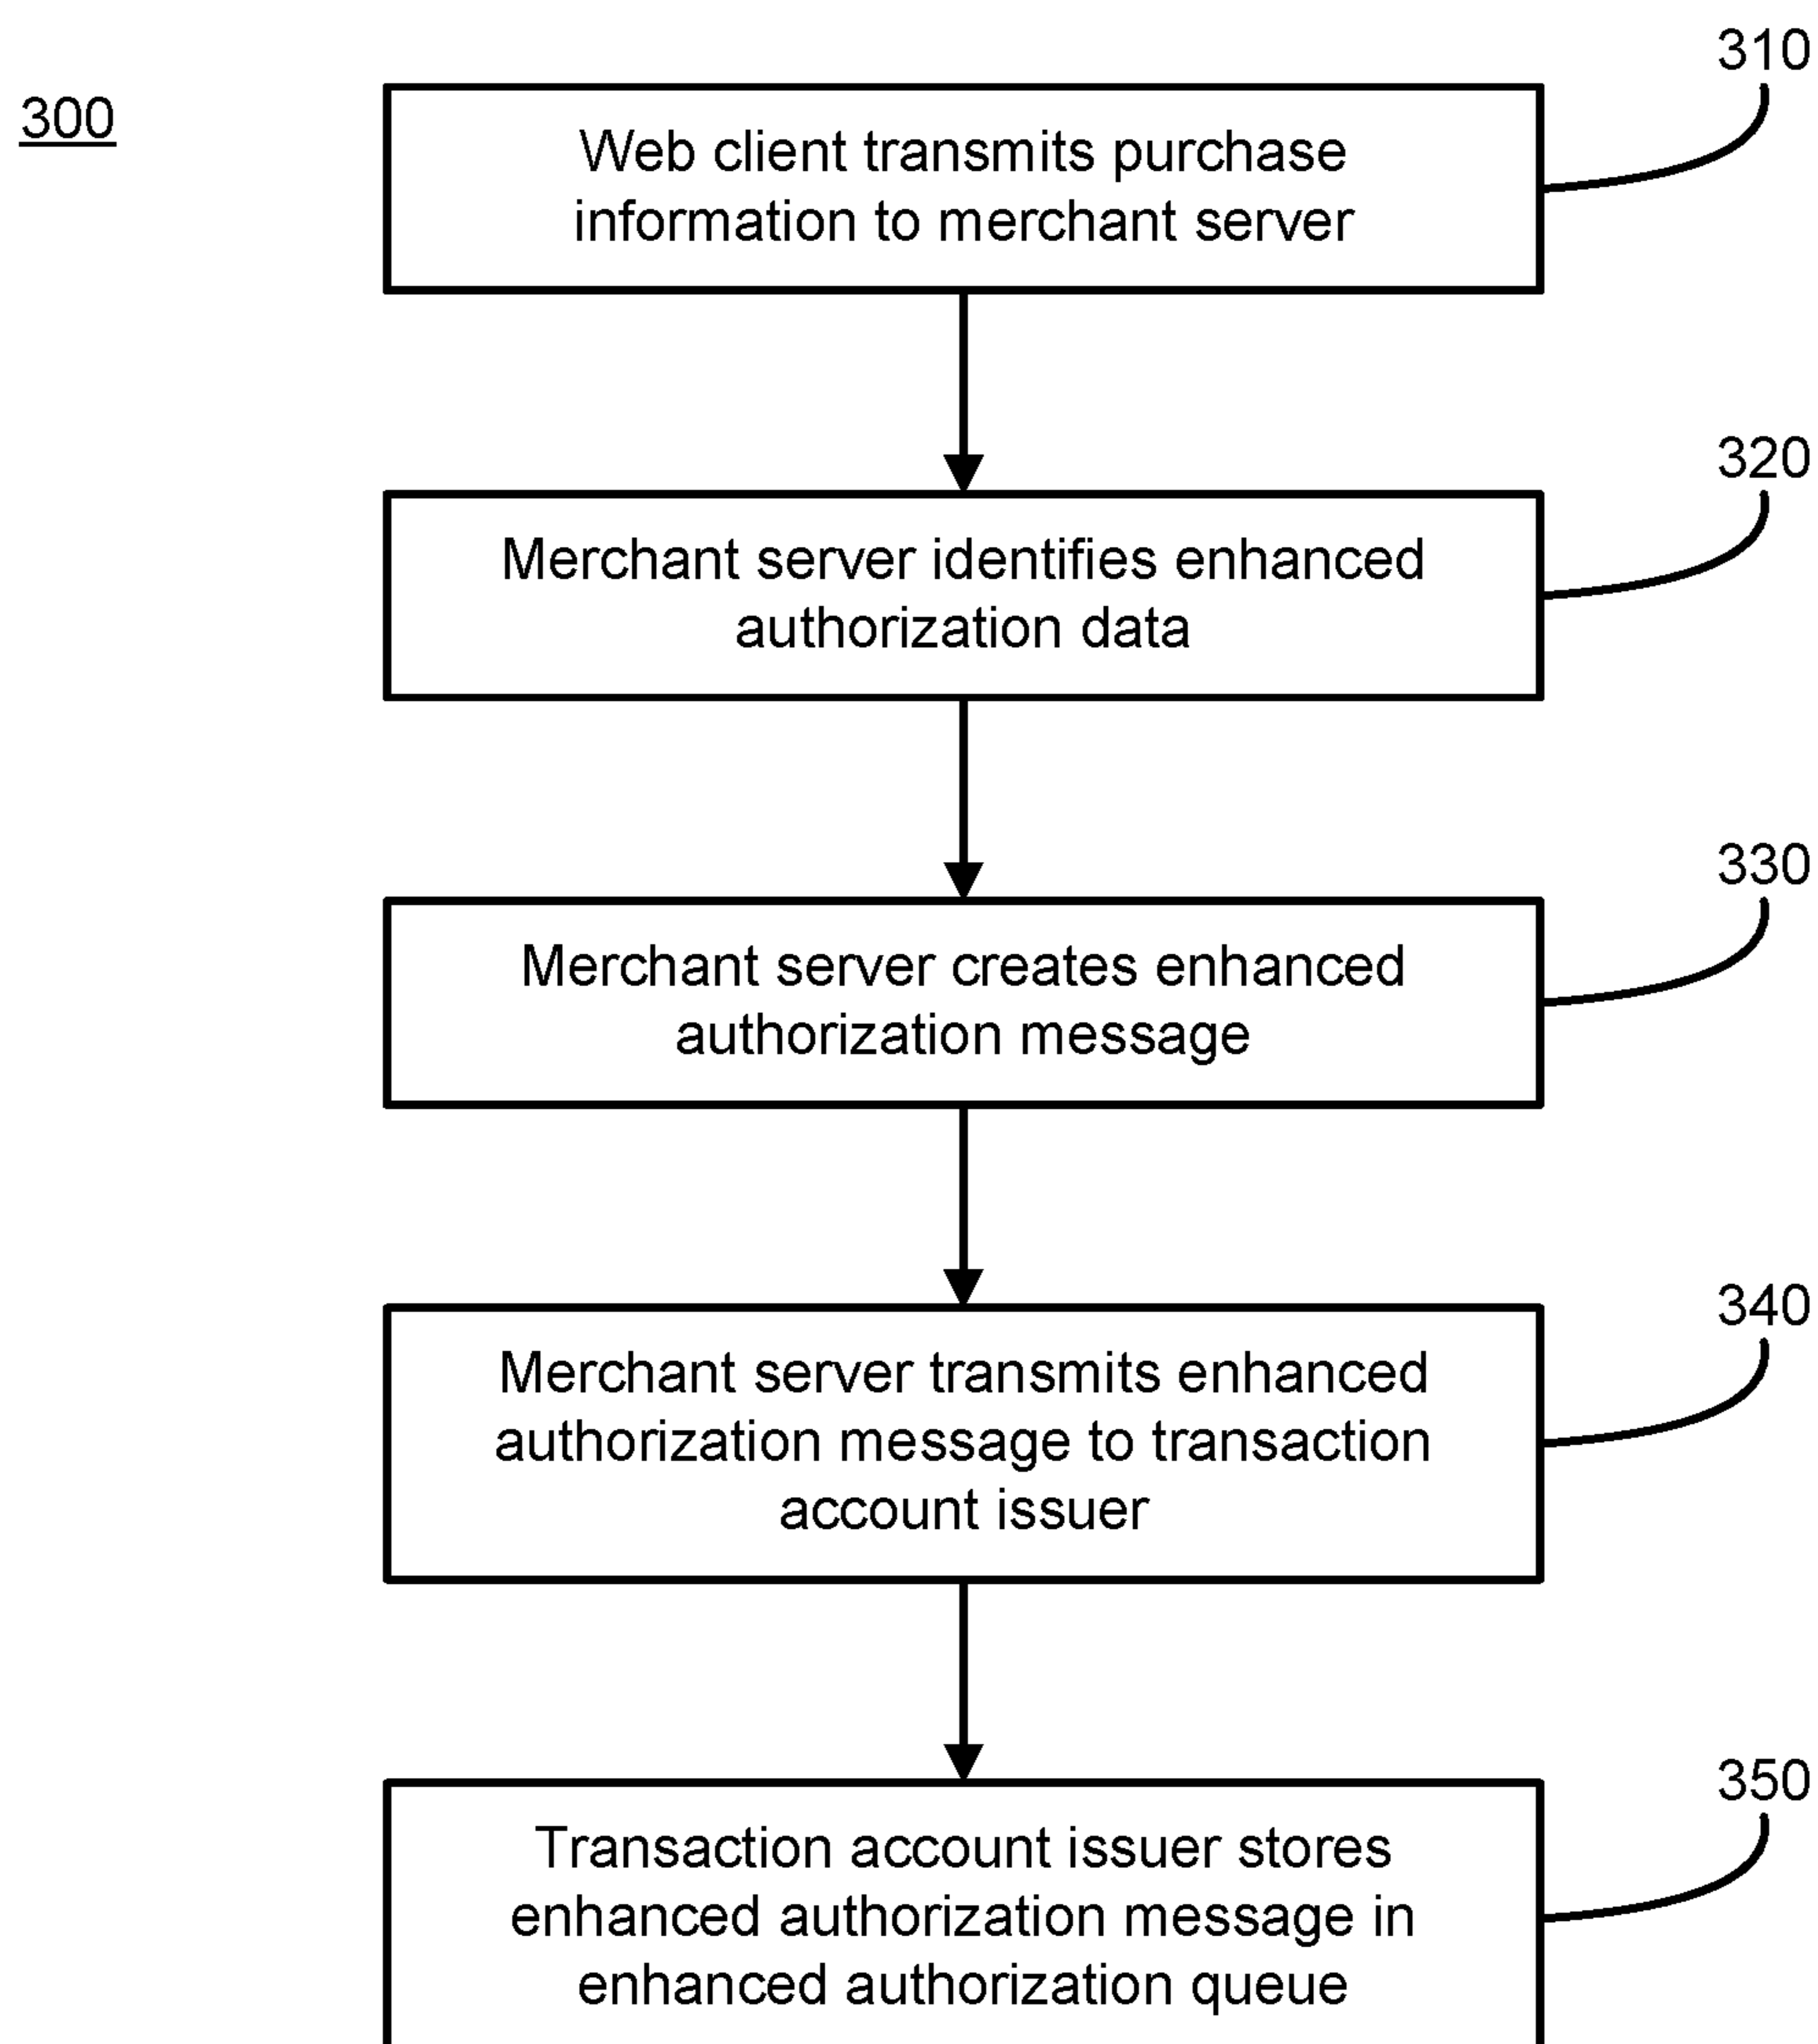 300
310
Web client transmits purchase
information to merchant server
320
Merchant server identifies enhanced
authorization data
330
Merchant server creates enhanced
authorization message
340
Merchant server transmits enhanced
authorization message to transaction
account issuer
350
Transaction account issuer stores
enhanced authorization message in
enhanced authorization queue